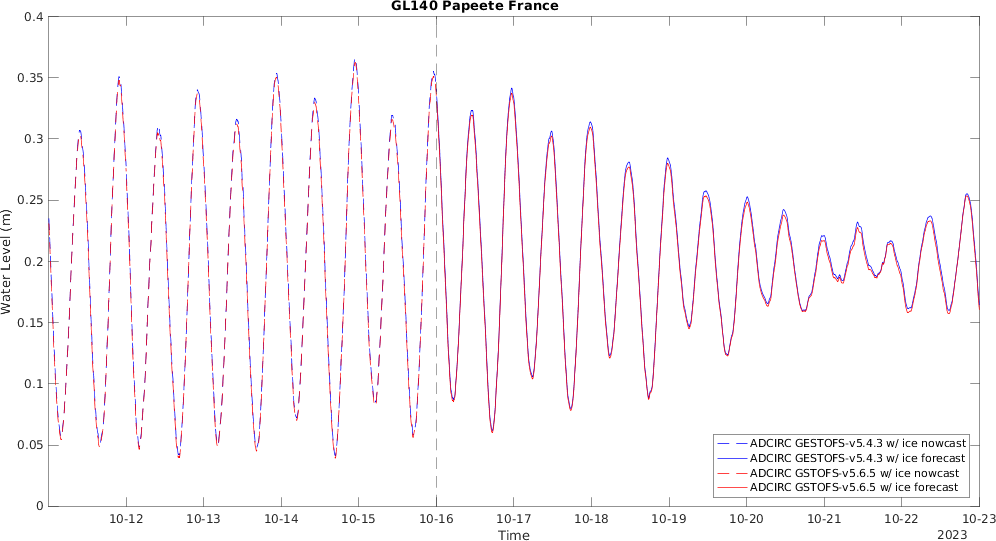 GL140 Papeete France
0.4
0.35
0.3
0.25
0.2
0.15
0.1
0.05
0
Water Level (m)
ADCIRC GESTOFS-v5.4.3 w/ ice nowcast
ADCIRC GESTOFS-v5.4.3 w/ ice forecast
ADCIRC GSTOFS-v5.6.5 w/ ice nowcast
ADCIRC GSTOFS-v5.6.5 w/ ice forecast
10-12 10-13 10-14 10-15 10-16 10-17 10-18 10-19 10-20 10-21 10-22 10-23
Time
2023